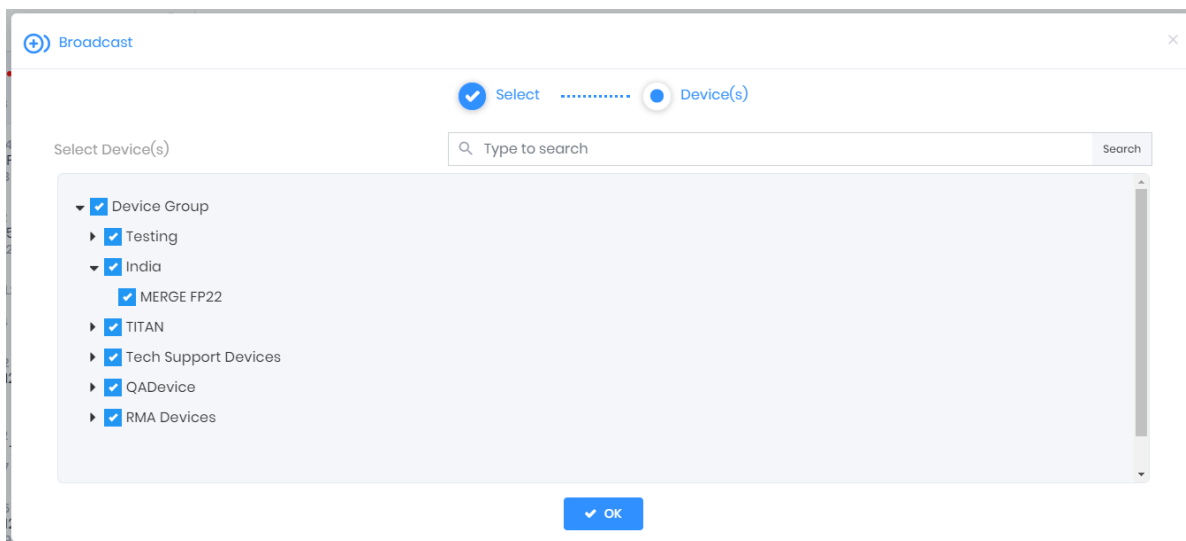 Broadcast
Select
Device(s)
Select Device(s)
Type to search
Search
Device Group
Testing
India
MERGE FP22
TITAN
Tech Support Devices
QADevice
RMA Devices
OK